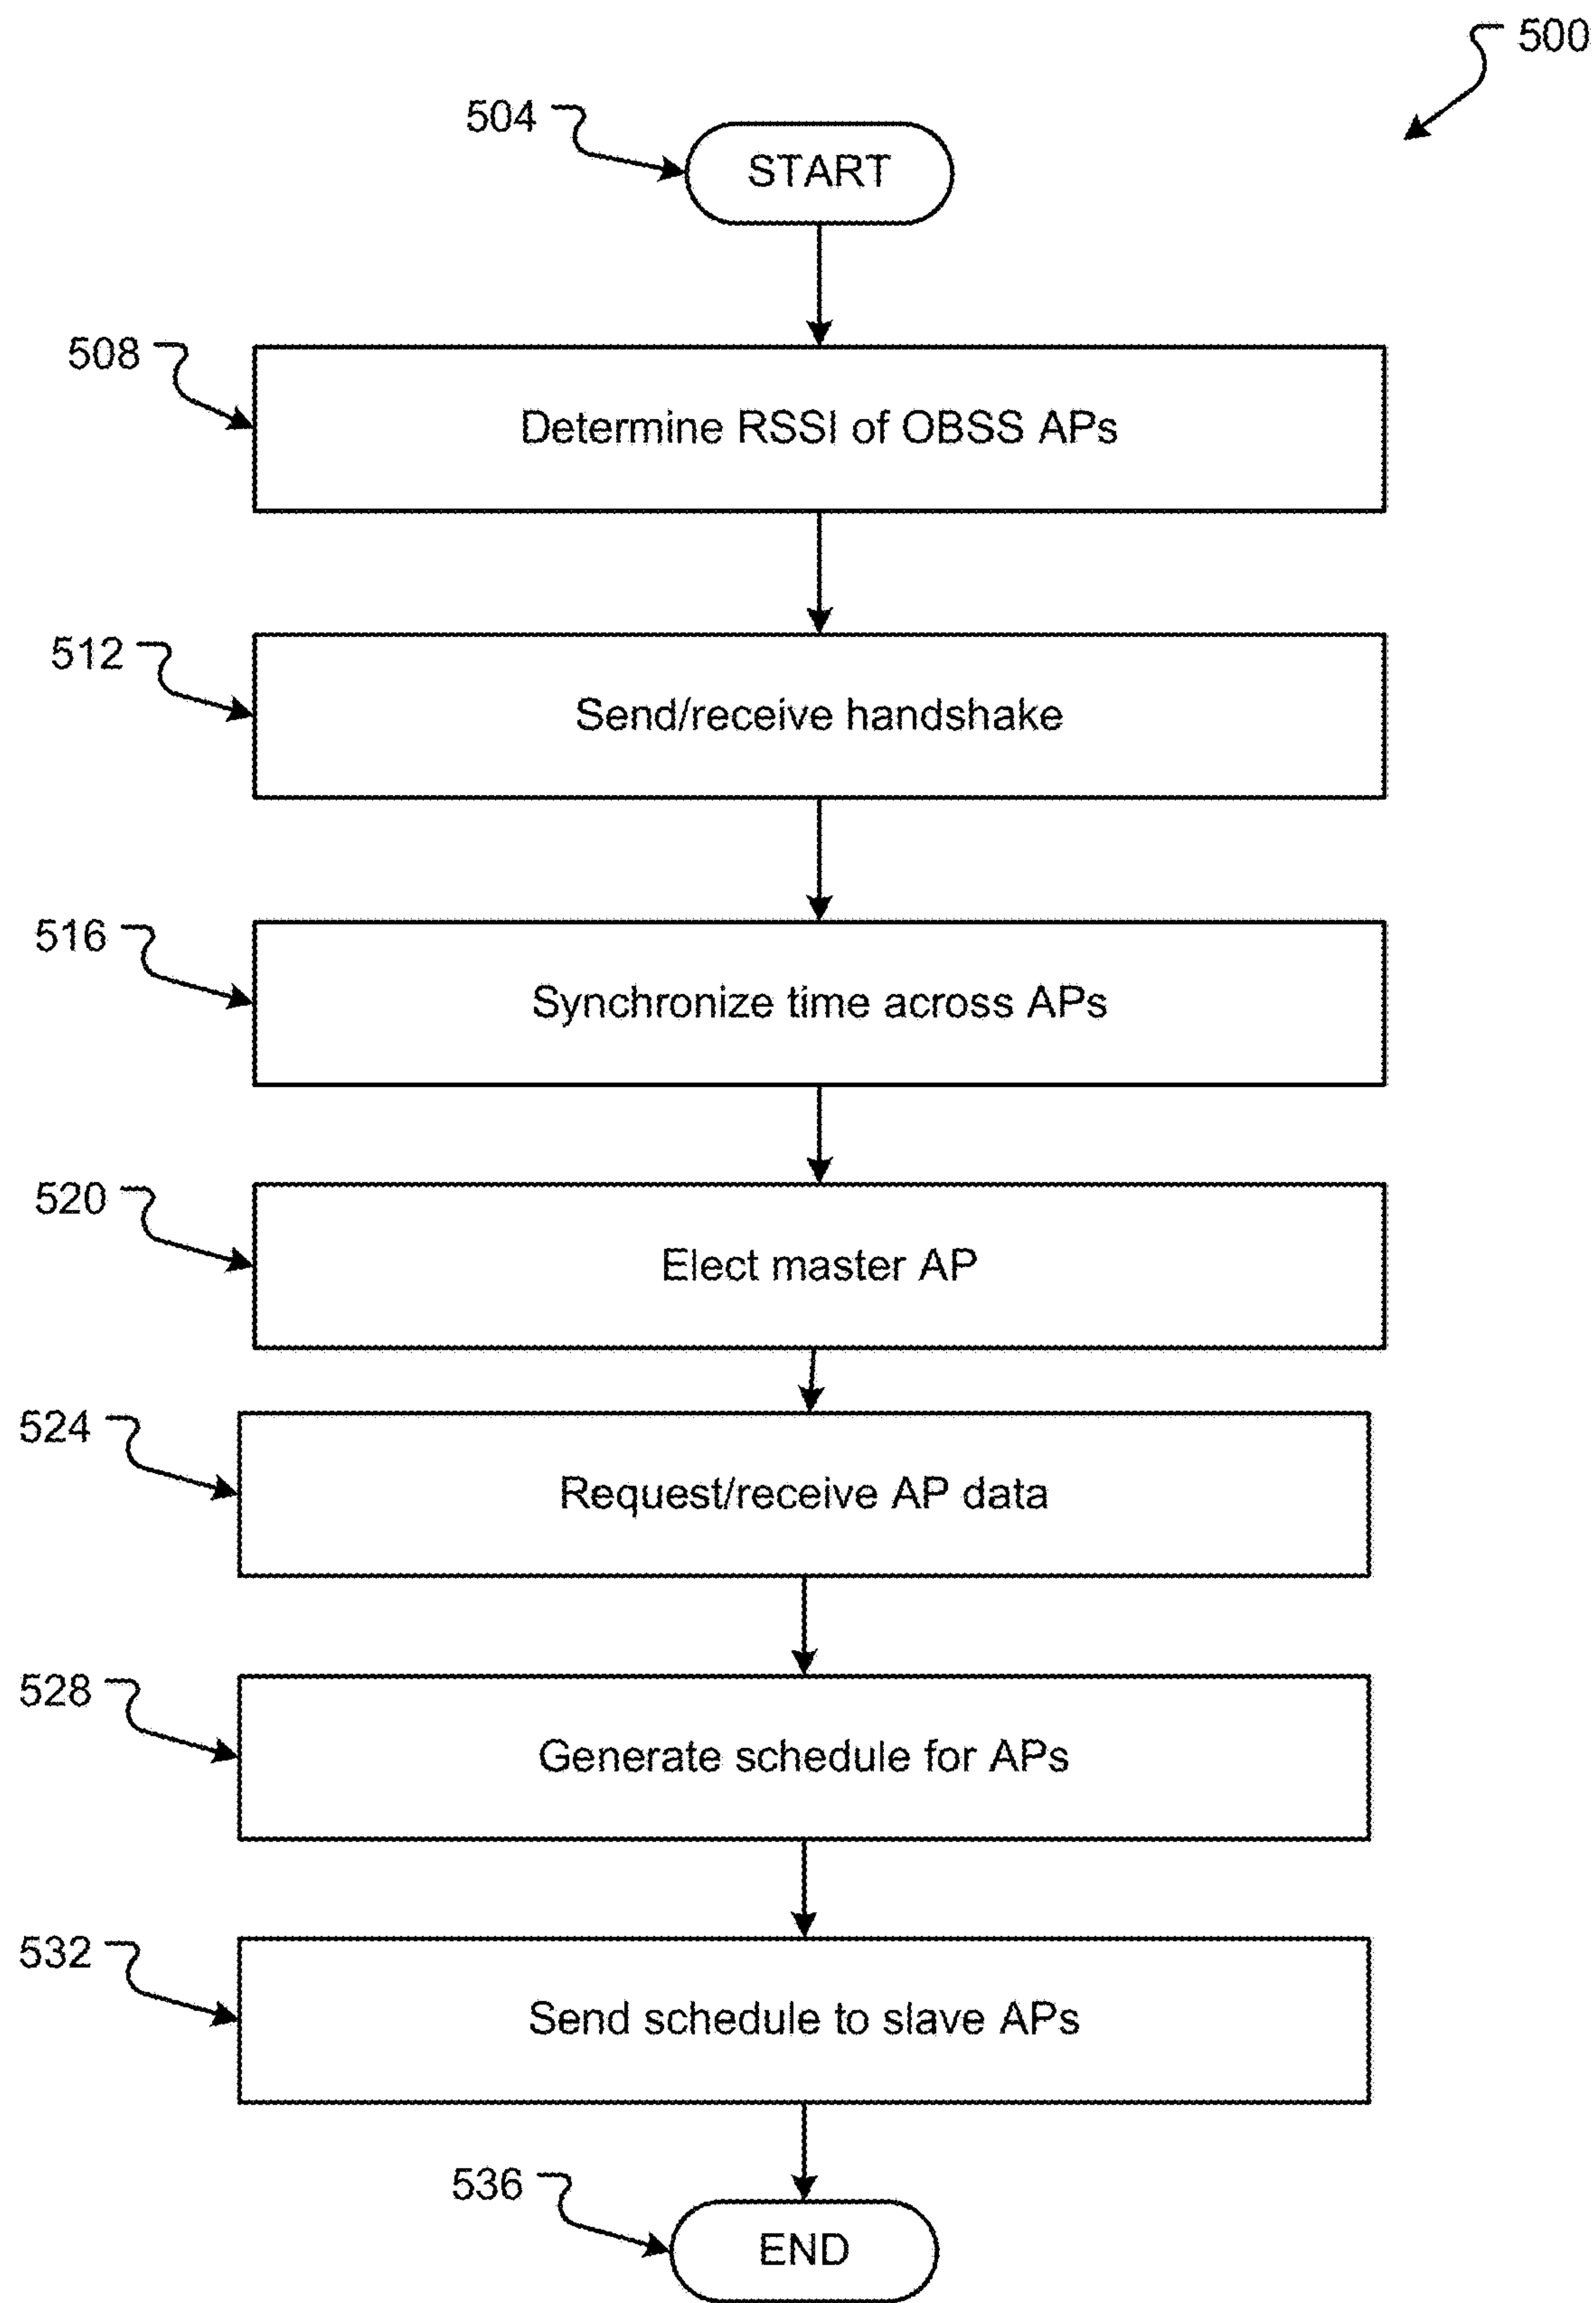 500
504
START
508
Determine RSSI of OBSS APs
512
Send/receive handshake
516
Synchronize time across APs
520
Elect master AP
524
Request/receive AP data
528
Generate schedule for APs
532
Send schedule to slave APs
536
END